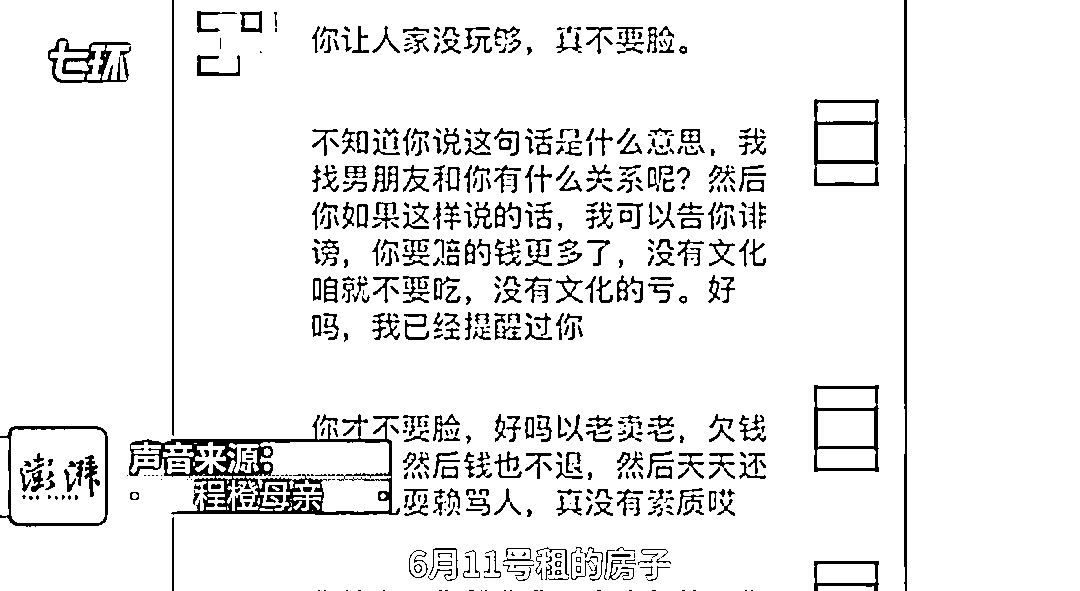 七环
你让人家没玩够，真不要脸。
不知道你说这句话是什么意思，我
找男朋友和你有什么关系呢？然后
你如果这样说的话，我可以告你诽
谤，你要赔的钱更多了，没有文化
咱就不要吃，没有文化的亏。好
吗，我已经提醒过你
你才不要脸，好吗以老卖老，欠钱
然后钱也不退，然后天天还
耍赖骂人，真没有素质哎
澎湃
声音来源：
程橙母亲
6月11号租的房子